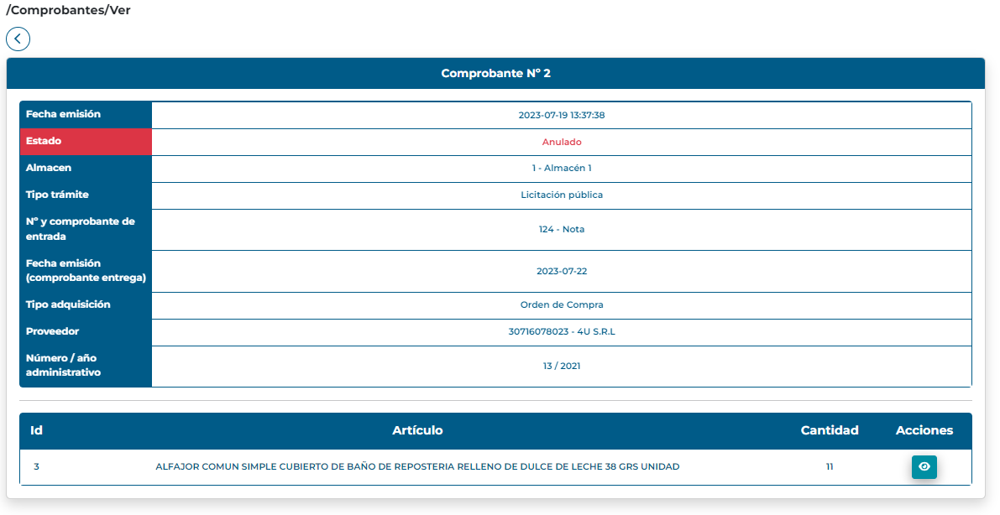 /Comprobantes/Ver
Comprobante Nº 2
Fecha emisión 2023-07-19 13:37:38
Estado Anulado
Almacen 1 - Almacén 1
Tipo trámite Licitación pública
Nº y comprobante de
entrada 124 - Nota
Fecha emisión
(comprobante entrega) 2023-07-22
Tipo adquisición Orden de Compra
Proveedor 30716078023 - 4U S.R.L
Número / año
administrativo 13 / 2021
Id Artículo Cantidad Acciones
3 ALFAJOR COMUN SIMPLE CUBIERTO DE BAÑO DE REPOSTERIA RELLENO DE DULCE DE LECHE 38 GRS UNIDAD 11